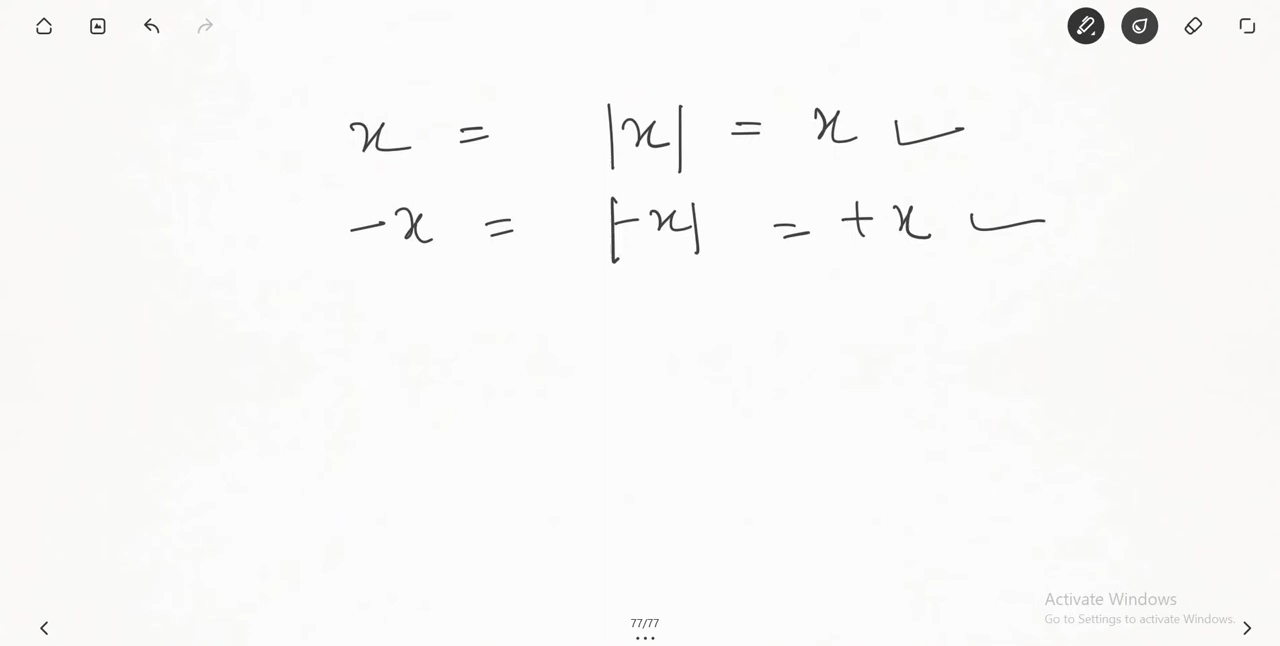 x = |x| = x ✓
-x = |-x| = +x ✓
Activate Windows
Go to Settings to activate Windows.
77/77